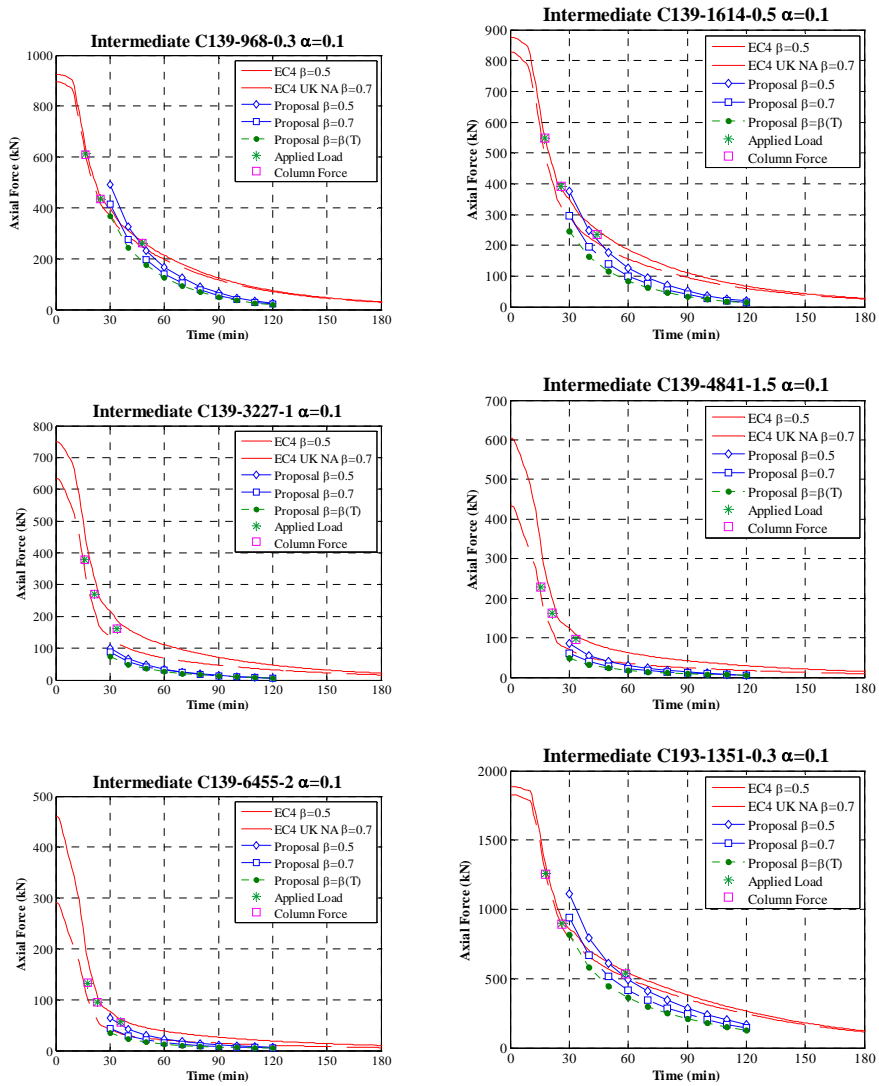 Intermediate C139-968-0.3 α=0.1
1000
800
600
400
200
0
Axial Force (kN)
EC4 β=0.5
EC4 UK NA β=0.7
Proposal β=0.5
Proposal β=0.7
Proposal β=β(T)
Applied Load
Column Force
0 30 60 90 120 150 180
Time (min)
Intermediate C139-1614-0.5 α=0.1
900
800
700
600
500
400
300
200
100
0
Axial Force (kN)
EC4 β=0.5
EC4 UK NA β=0.7
Proposal β=0.5
Proposal β=0.7
Proposal β=β(T)
Applied Load
Column Force
0 30 60 90 120 150 180
Time (min)
Intermediate C139-3227-1 α=0.1
800
700
600
500
400
300
200
100
0
Axial Force (kN)
EC4 β=0.5
EC4 UK NA β=0.7
Proposal β=0.5
Proposal β=0.7
Proposal β=β(T)
Applied Load
Column Force
0 30 60 90 120 150 180
Time (min)
Intermediate C139-4841-1.5 α=0.1
700
600
500
400
300
200
100
0
Axial Force (kN)
EC4 β=0.5
EC4 UK NA β=0.7
Proposal β=0.5
Proposal β=0.7
Proposal β=β(T)
Applied Load
Column Force
0 30 60 90 120 150 180
Time (min)
Intermediate C139-6455-2 α=0.1
500
400
300
200
100
0
Axial Force (kN)
EC4 β=0.5
EC4 UK NA β=0.7
Proposal β=0.5
Proposal β=0.7
Proposal β=β(T)
Applied Load
Column Force
0 30 60 90 120 150 180
Time (min)
Intermediate C193-1351-0.3 α=0.1
2000
1500
1000
500
0
Axial Force (kN)
EC4 β=0.5
EC4 UK NA β=0.7
Proposal β=0.5
Proposal β=0.7
Proposal β=β(T)
Applied Load
Column Force
0 30 60 90 120 150 180
Time (min)